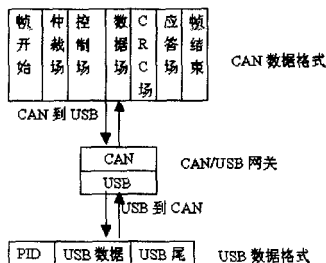 帧开始 仲裁场 控制场 数据场 CRC场 应答场 帧结束
CAN 数据格式
CAN 到 USB
CAN
USB
CAN/USB 网关
USB 到 CAN
PID USB 数据 USB 尾
USB 数据格式